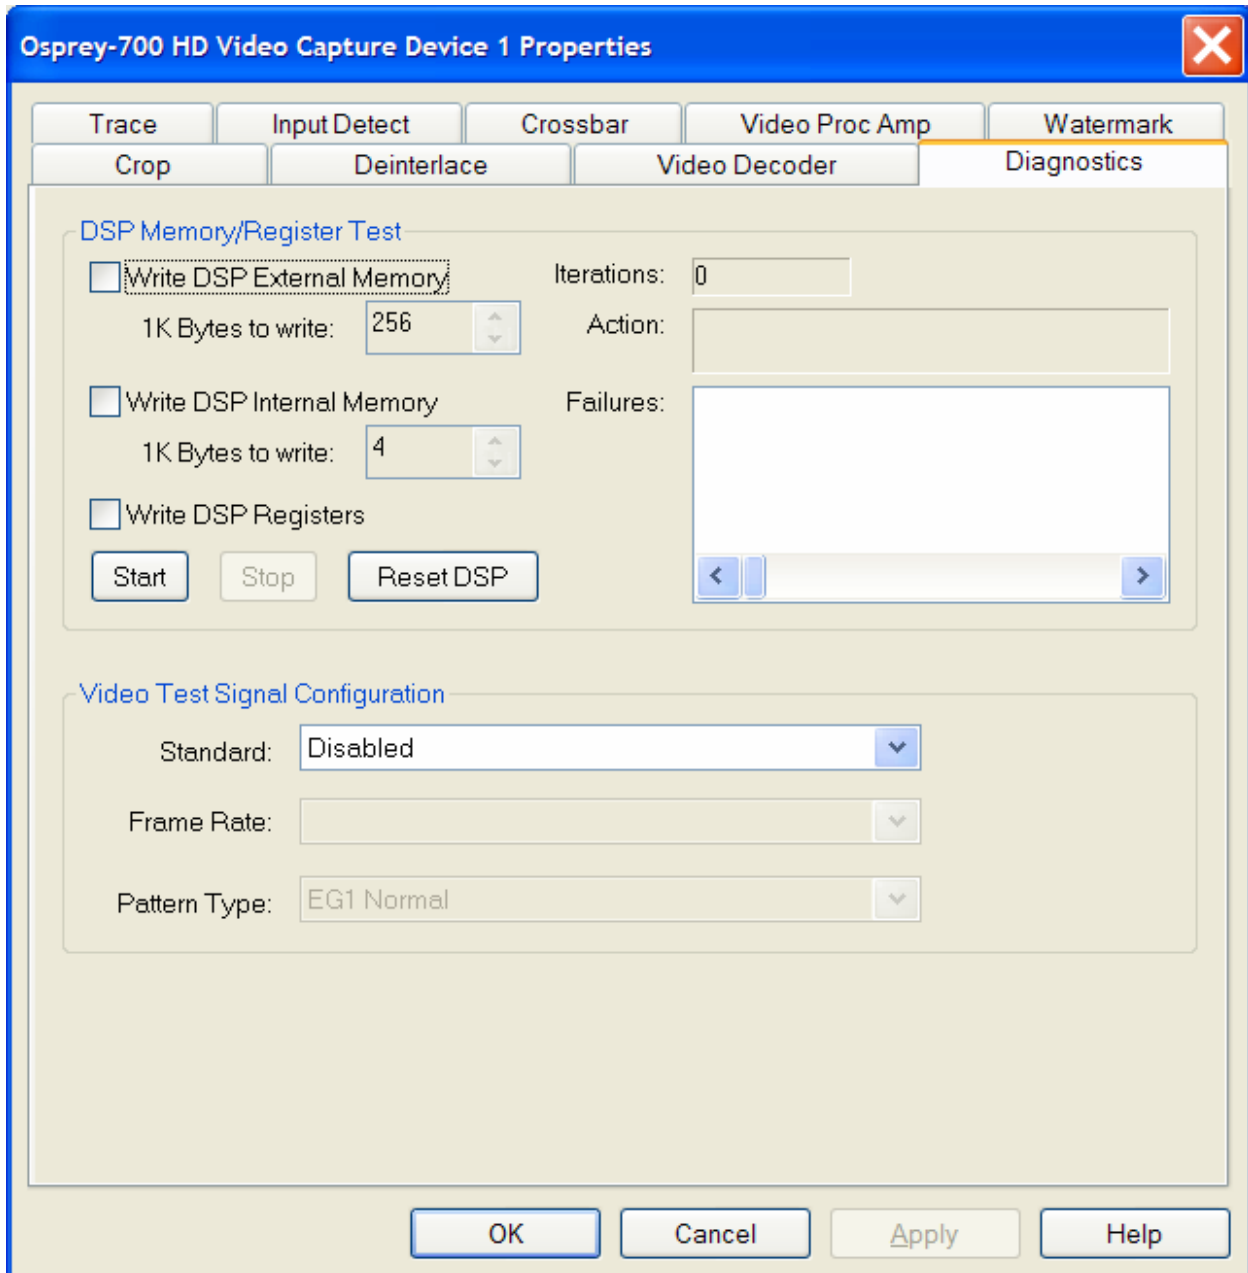 Osprey-700 HD Video Capture Device 1 Properties
Trace Input Detect Crossbar Video Proc Amp Watermark
Crop Deinterlace Video Decoder Diagnostics
DSP Memory/Register Test
Write DSP External Memory Iterations: 0
1K Bytes to write: 256 Action:
Write DSP Internal Memory Failures:
1K Bytes to write: 4
Write DSP Registers
Start Stop Reset DSP
Video Test Signal Configuration
Standard: Disabled
Frame Rate:
Pattern Type: EG1 Normal
OK Cancel Apply Help